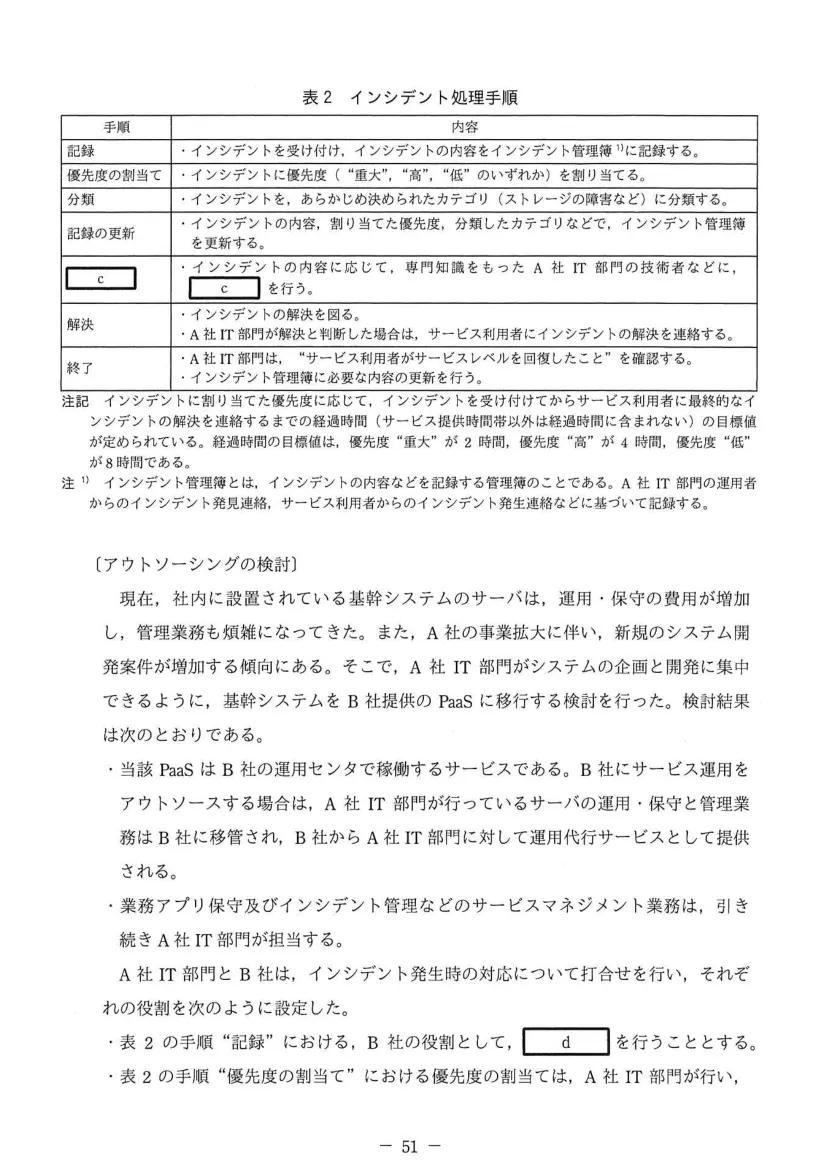 表2 インシデント処理手順
手順 内容
記録 ・インシデントを受け付け，インシデントの内容をインシデント管理簿¹⁾に記録する。
優先度の割当て ・インシデントに優先度（“重大”，“高”，“低”のいずれか）を割り当てる。
分類 ・インシデントを，あらかじめ決められたカテゴリ（ストレージの障害など）に分類する。
記録の更新 ・インシデントの内容，割り当てた優先度，分類したカテゴリなどで，インシデント管理簿
を更新する。
c ・インシデントの内容に応じて，専門知識をもった A 社 IT 部門の技術者などに，
c を行う。
解決 ・インシデントの解決を図る。
・A 社 IT 部門が解決と判断した場合は，サービス利用者にインシデントの解決を連絡する。
終了 ・A 社 IT 部門は，“サービス利用者がサービスレベルを回復したこと”を確認する。
・インシデント管理簿に必要な内容の更新を行う。
注記 インシデントに割り当てた優先度に応じて，インシデントを受け付けてからサービス利用者に最終的なイ
ンシデントの解決を連絡するまでの経過時間（サービス提供時間帯以外は経過時間に含まれない）の目標値
が定められている。経過時間の目標値は，優先度“重大”が 2 時間，優先度“高”が 4 時間，優先度“低”
が 8 時間である。
注¹⁾ インシデント管理簿とは，インシデントの内容などを記録する管理簿のことである。A 社 IT 部門の運用者
からのインシデント発見連絡，サービス利用者からのインシデント発生連絡などに基づいて記録する。
〔アウトソーシングの検討〕
現在，社内に設置されている基幹システムのサーバは，運用・保守の費用が増加
し，管理業務も煩雑になってきた。また，A 社の事業拡大に伴い，新規のシステム開
発案件が増加する傾向にある。そこで，A 社 IT 部門がシステムの企画と開発に集中
できるように，基幹システムを B 社提供の PaaS に移行する検討を行った。検討結果
は次のとおりである。
・当該 PaaS は B 社の運用センタで稼働するサービスである。B 社にサービス運用を
アウトソースする場合は，A 社 IT 部門が行っているサーバの運用・保守と管理業
務は B 社に移管され，B 社から A 社 IT 部門に対して運用代行サービスとして提供
される。
・業務アプリ保守及びインシデント管理などのサービスマネジメント業務は，引き
続き A 社 IT 部門が担当する。
A 社 IT 部門と B 社は，インシデント発生時の対応について打合せを行い，それぞ
れの役割を次のように設定した。
・表 2 の手順“記録”における，B 社の役割として， d を行うこととする。
・表 2 の手順“優先度の割当て”における優先度の割当ては，A 社 IT 部門が行い，
− 51 −